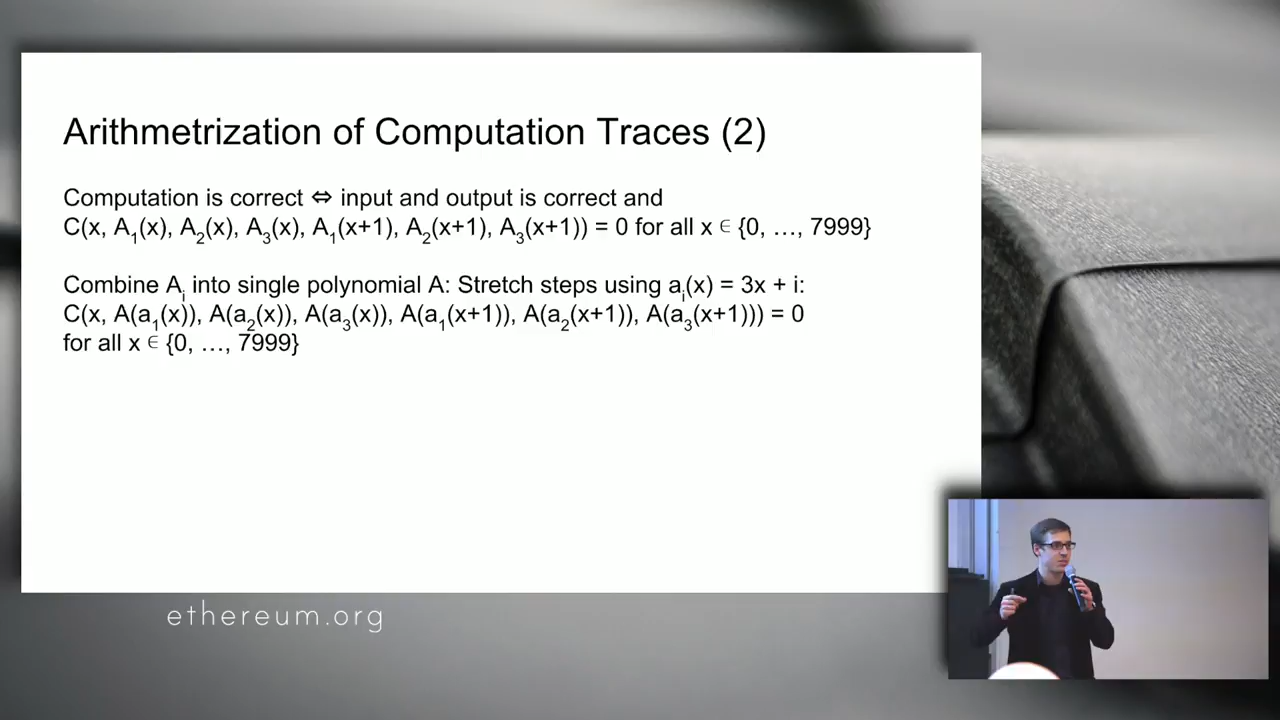 Arithmetrization of Computation Traces (2)
Computation is correct ⇔ input and output is correct and
C(x, A₁(x), A₂(x), A₃(x), A₁(x+1), A₂(x+1), A₃(x+1)) = 0 for all x ∈ {0, …, 7999}
Combine Aᵢ into single polynomial A: Stretch steps using aᵢ(x) = 3x + i:
C(x, A(a₁(x)), A(a₂(x)), A(a₃(x)), A(a₁(x+1)), A(a₂(x+1)), A(a₃(x+1))) = 0
for all x ∈ {0, …, 7999}
ethereum.org